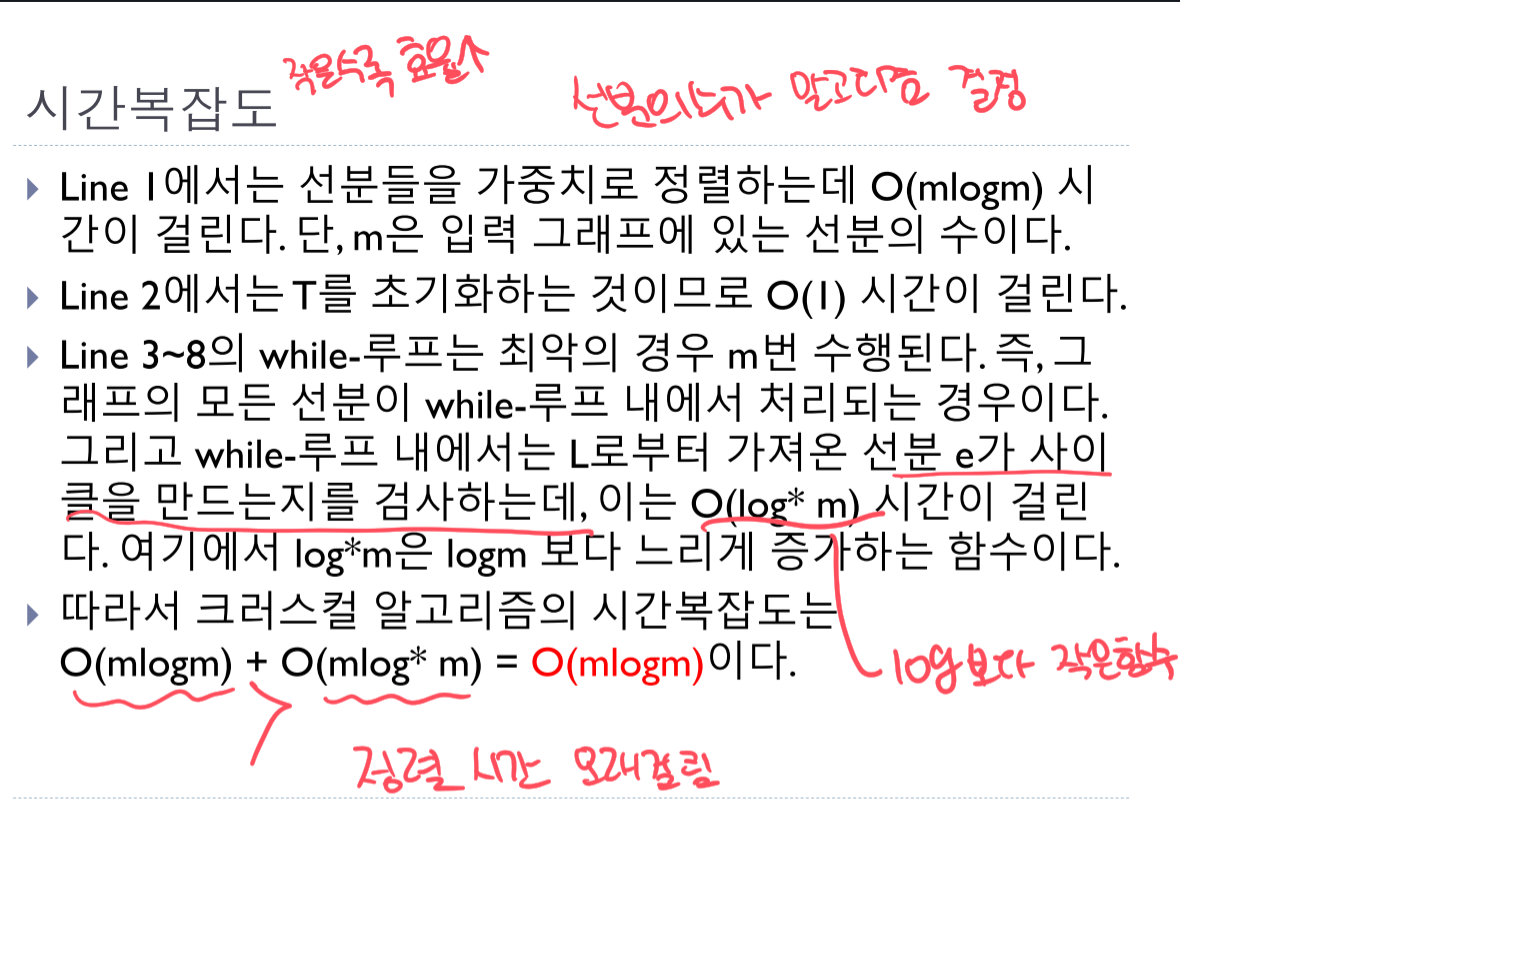 작을수록 효율↑
선분의 수가 알고리즘 결정
시간복잡도
Line 1에서는 선분들을 가중치로 정렬하는데 O(mlogm) 시
간이 걸린다. 단, m은 입력 그래프에 있는 선분의 수이다.
Line 2에서는 T를 초기화하는 것이므로 O(1) 시간이 걸린다.
Line 3~8의 while-루프는 최악의 경우 m번 수행된다. 즉, 그
래프의 모든 선분이 while-루프 내에서 처리되는 경우이다.
그리고 while-루프 내에서는 L로부터 가져온 선분 e가 사이
클을 만드는지를 검사하는데, 이는 O(log* m) 시간이 걸린
다. 여기에서 log*m은 logm 보다 느리게 증가하는 함수이다.
따라서 크러스컬 알고리즘의 시간복잡도는
O(mlogm) + O(mlog* m) = O(mlogm)이다.
log보다 작은함수
>
정렬 시간 오래걸림